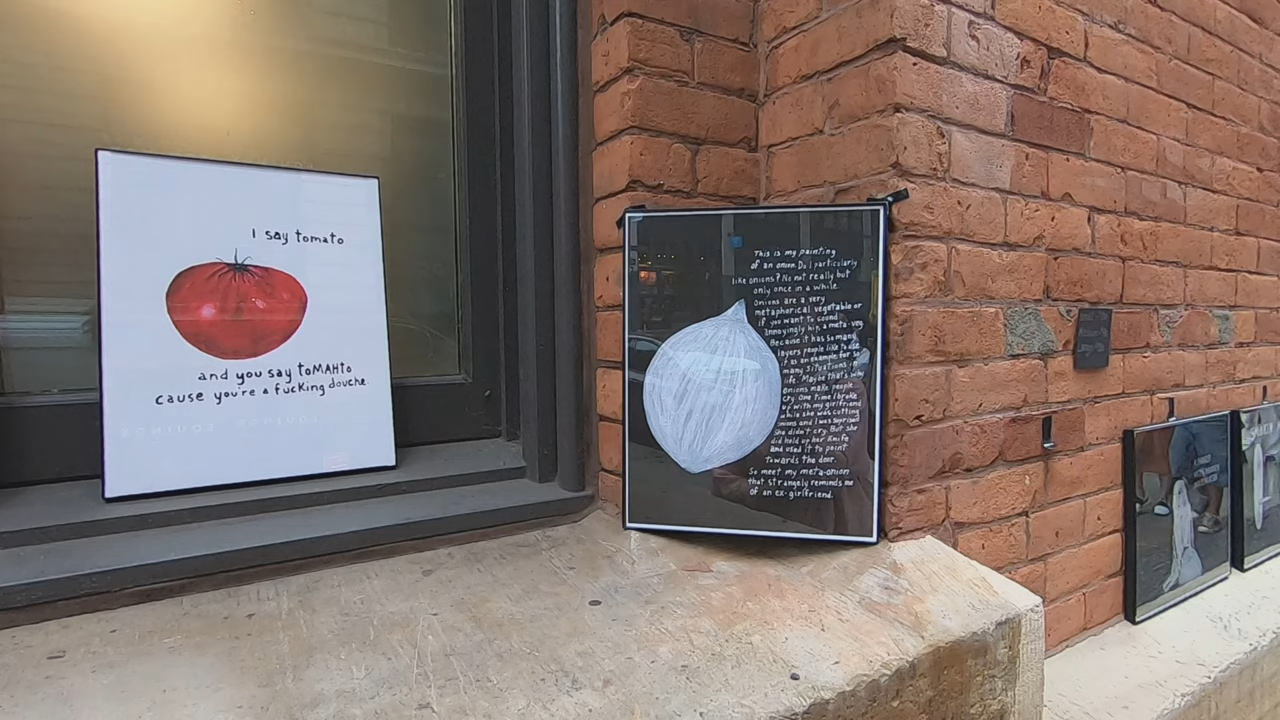 I say tomato
and you say toMAHto
cause you're a fucking douche.
This is my painting
of an onion. Do I particularly
like onions? No not really but
only once in a while.
Onions are a very
metaphorical vegetable or
if you want to sound
annoyingly hip, a meta-veg
Because it has so many
layers people like to use
it as an example for so
many situations in
life. Maybe that's why
onions make people
cry. One time I broke
up with my girlfriend
while she was cutting
onions and I was surprised
She didn't cry. But she
did hold up her knife
and used it to point
towards the door.
So meet my meta-onion
that strangely reminds me
of an ex-girlfriend.